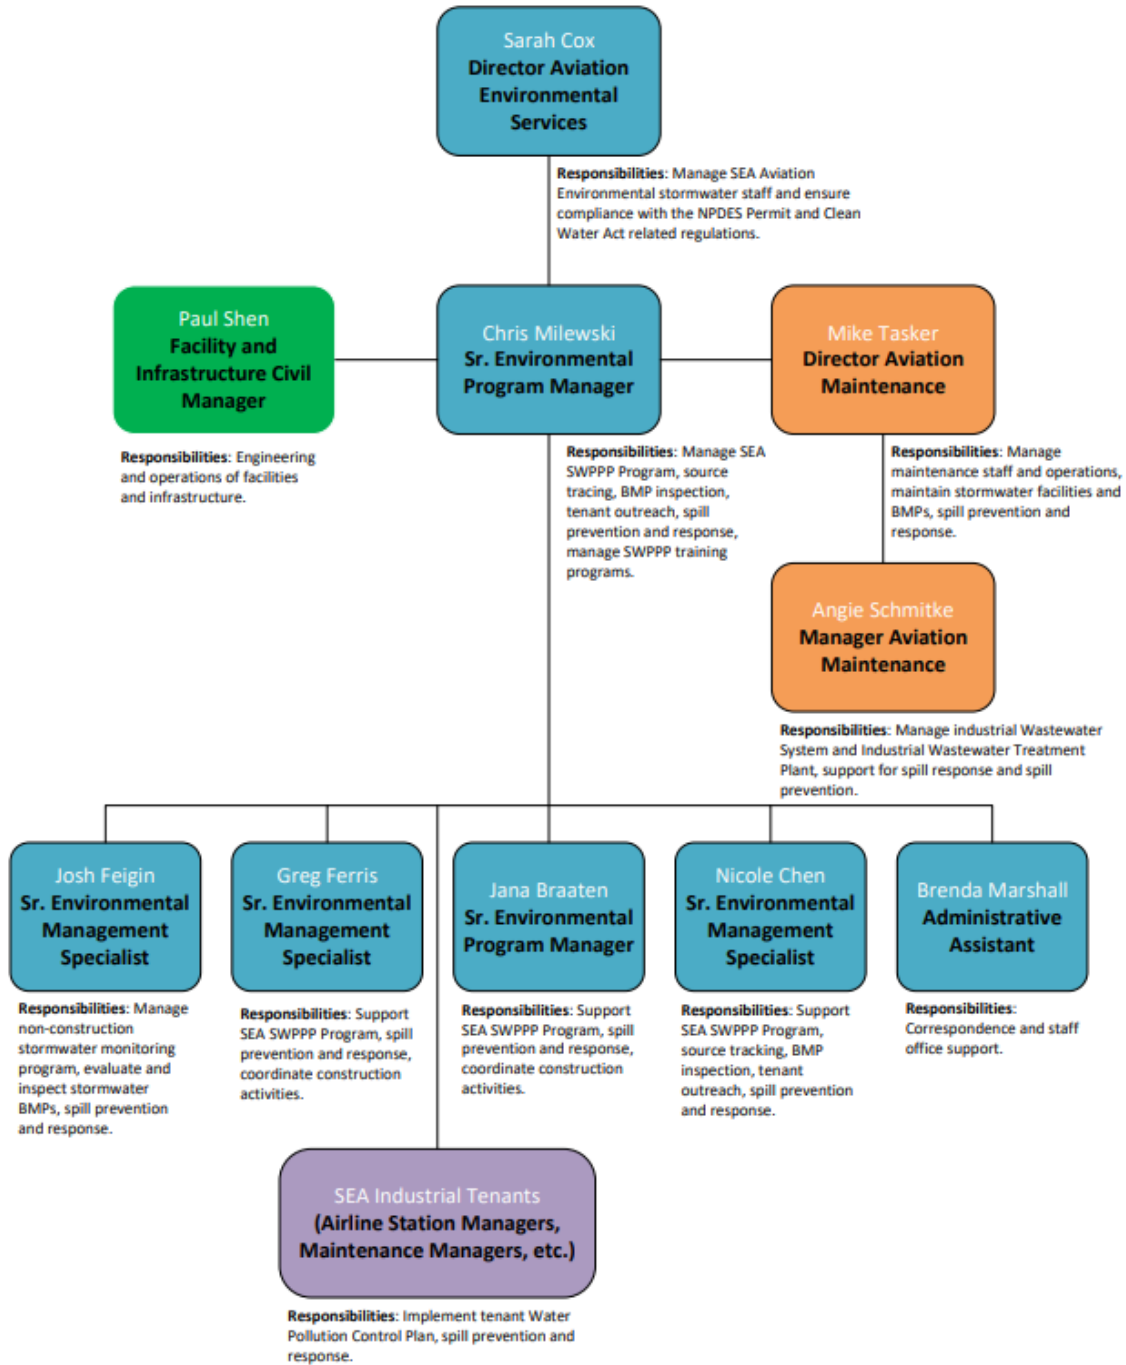 Sarah Cox
Director Aviation
Environmental
Services
Responsibilities: Manage SEA Aviation
Environmental stormwater staff and ensure
compliance with the NPDES Permit and Clean
Water Act related regulations.
Paul Shen
Facility and
Infrastructure Civil
Manager
Responsibilities: Engineering
and operations of facilities
and infrastructure.
Chris Milewski
Sr. Environmental
Program Manager
Responsibilities: Manage SEA
SWPPP Program, source
tracing, BMP inspection,
tenant outreach, spill
prevention and response,
manage SWPPP training
programs.
Mike Tasker
Director Aviation
Maintenance
Responsibilities: Manage
maintenance staff and operations,
maintain stormwater facilities and
BMPs, spill prevention and
response.
Angie Schmitke
Manager Aviation
Maintenance
Responsibilities: Manage industrial Wastewater
System and Industrial Wastewater Treatment
Plant, support for spill response and spill
prevention.
Josh Feigin
Sr. Environmental
Management
Specialist
Responsibilities: Manage
non-construction
stormwater monitoring
program, evaluate and
inspect stormwater
BMPs, spill prevention
and response.
Greg Ferris
Sr. Environmental
Management
Specialist
Responsibilities: Support
SEA SWPPP Program, spill
prevention and response,
coordinate construction
activities.
Jana Braaten
Sr. Environmental
Program Manager
Responsibilities: Support
SEA SWPPP Program, spill
prevention and response,
coordinate construction
activities.
Nicole Chen
Sr. Environmental
Management
Specialist
Responsibilities: Support
SEA SWPPP Program,
source tracking, BMP
inspection, tenant
outreach, spill prevention
and response.
Brenda Marshall
Administrative
Assistant
Responsibilities:
Correspondence and staff
office support.
SEA Industrial Tenants
(Airline Station Managers,
Maintenance Managers, etc.)
Responsibilities: Implement tenant Water
Pollution Control Plan, spill prevention and
response.